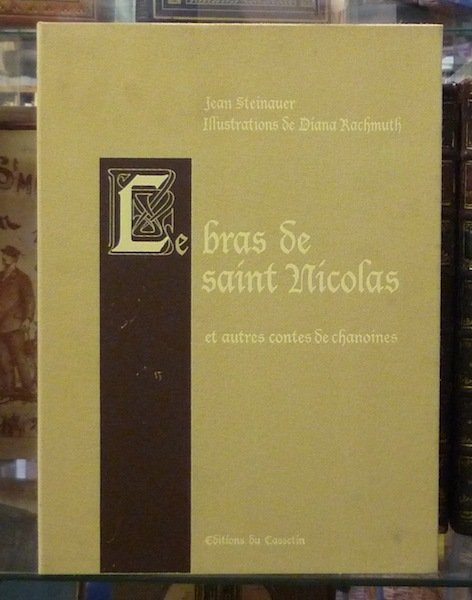 Jean Steinauer
Illustrations de Diana Rachmuth
Le bras de
saint Nicolas
et autres contes de chanoines
Editions du Cassetin